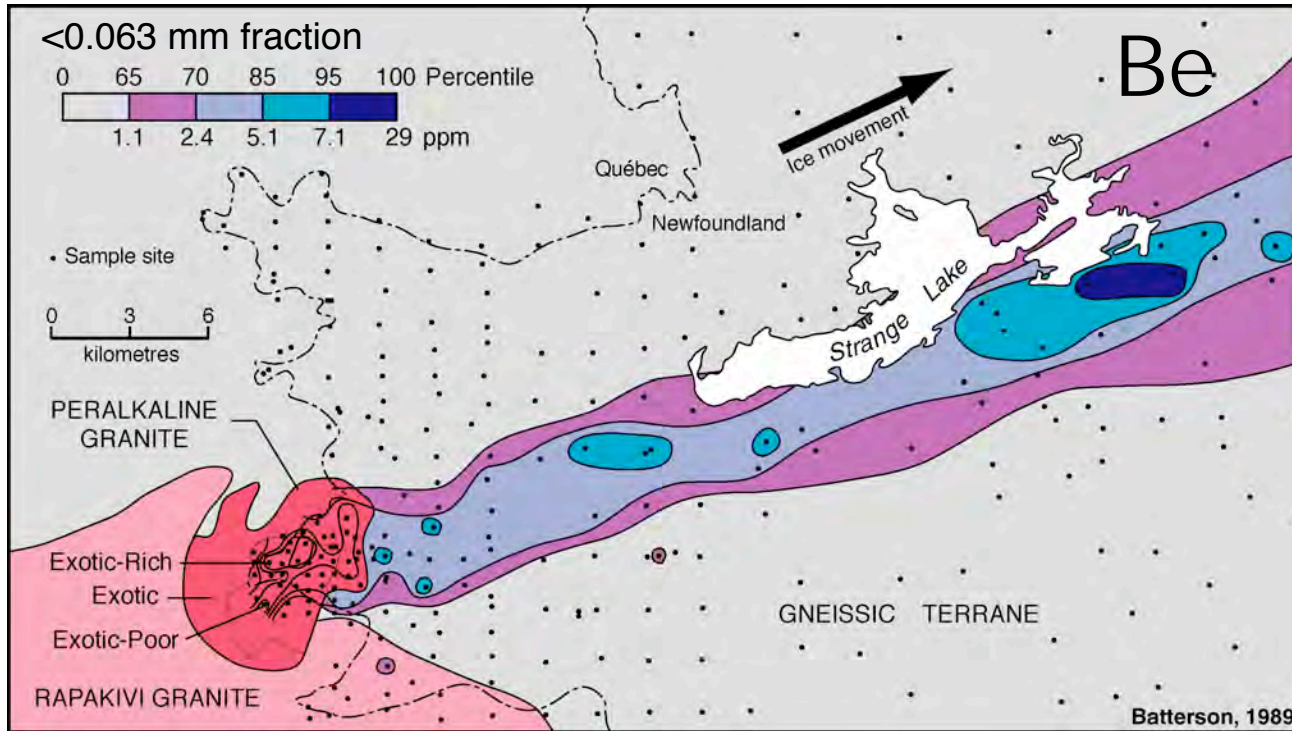 <0.063 mm fraction
0 65 70 85 95 100 Percentile
1.1 2.4 5.1 7.1 29 ppm
Be
Ice movement
Québec
Newfoundland
• Sample site
0 3 6
kilometres
Strange Lake
PERALKALINE
GRANITE
Exotic-Rich
Exotic
Exotic-Poor
GNEISSIC TERRANE
RAPAKIVI GRANITE
Batterson, 1989